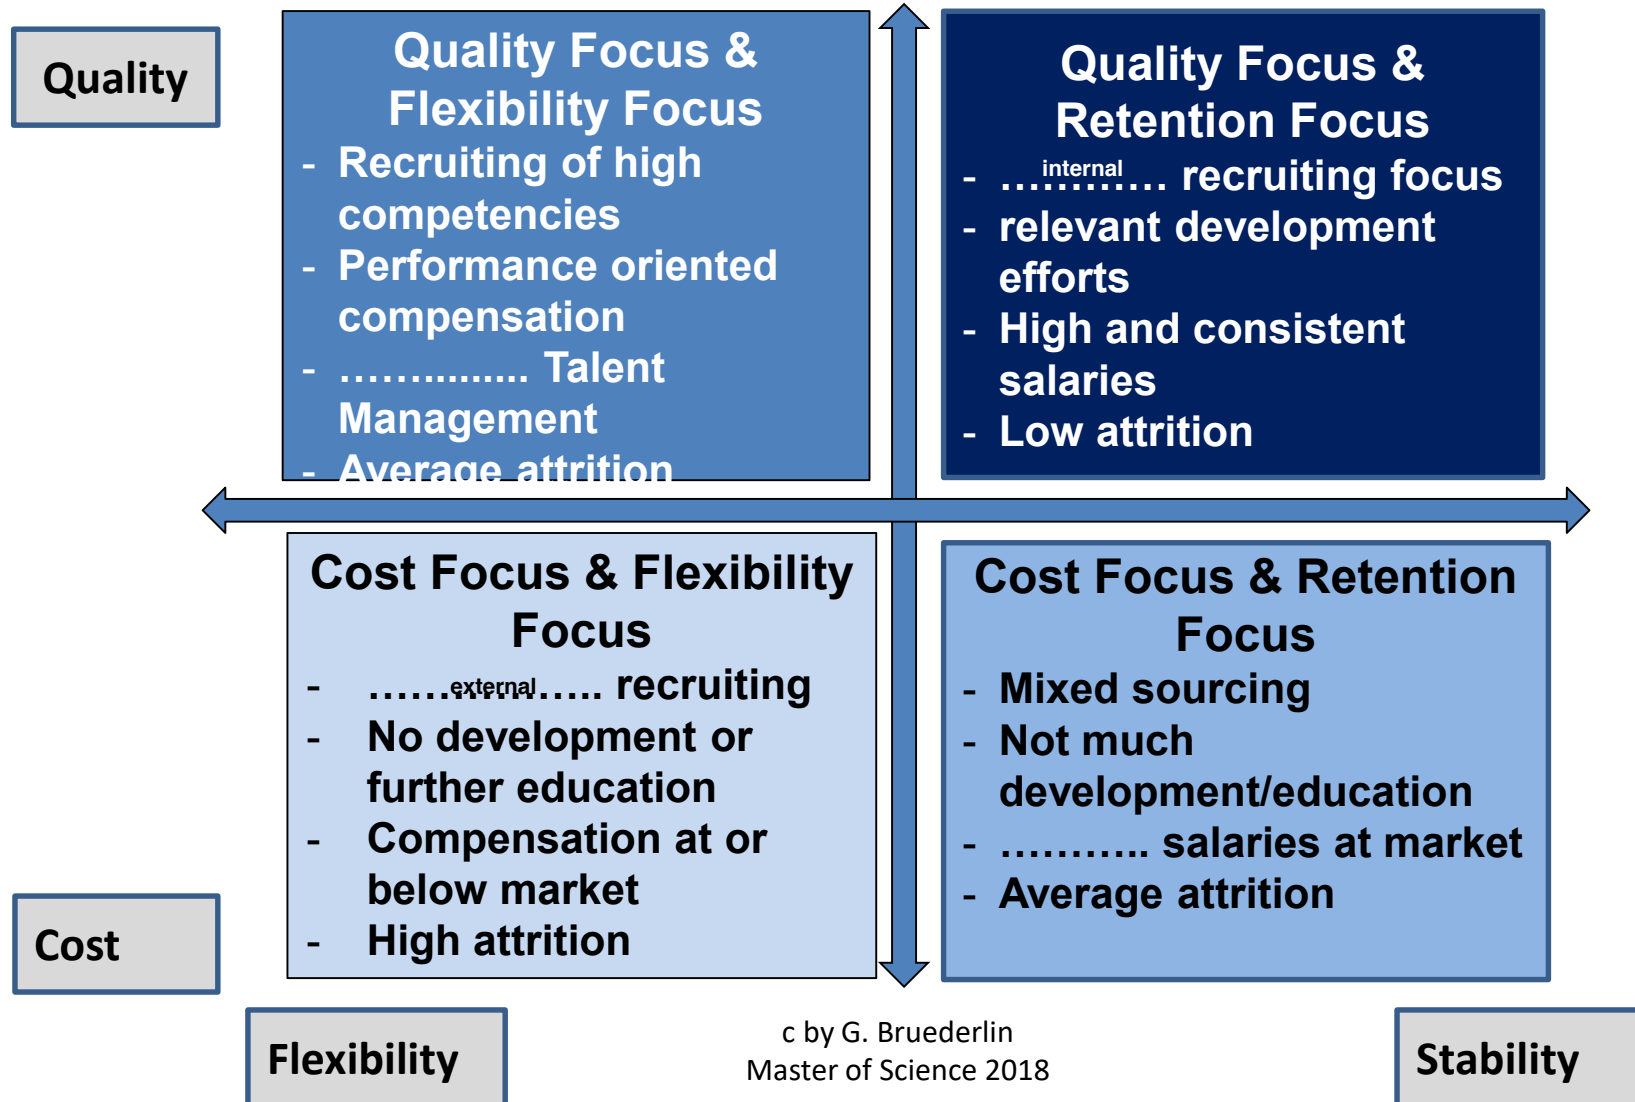 Quality
Quality Focus &
Flexibility Focus
- Recruiting of high
competencies
- Performance oriented
compensation
- ……......... Talent
Management
- Average attrition
Quality Focus &
Retention Focus
- …internal… recruiting focus
- relevant development
efforts
- High and consistent
salaries
- Low attrition
Cost Focus & Flexibility
Focus
- ……external….. recruiting
- No development or
further education
- Compensation at or
below market
- High attrition
Cost Focus & Retention
Focus
- Mixed sourcing
- Not much
development/education
- ……….. salaries at market
- Average attrition
Cost
Flexibility
c by G. Bruederlin
Master of Science 2018
Stability